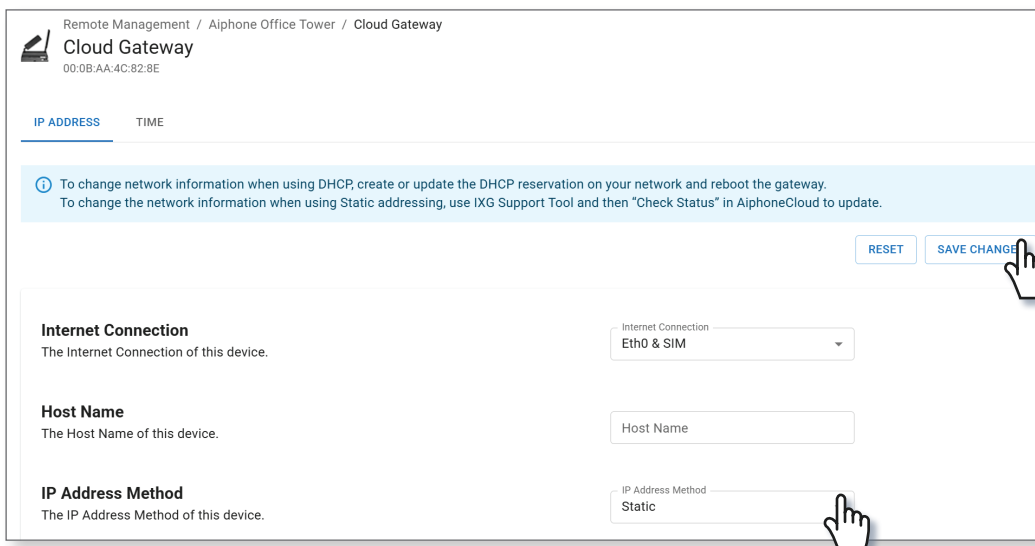 Remote Management / Aiphone Office Tower / Cloud Gateway
Cloud Gateway
00:0B:AA:4C:82:8E
IP ADDRESS TIME
To change network information when using DHCP, create or update the DHCP reservation on your network and reboot the gateway.
To change the network information when using Static addressing, use IXG Support Tool and then “Check Status” in AiphoneCloud to update.
RESET SAVE CHANGE
Internet Connection
The Internet Connection of this device.
Internet Connection
Eth0 & SIM
Host Name
The Host Name of this device.
Host Name
IP Address Method
The IP Address Method of this device.
IP Address Method
Static